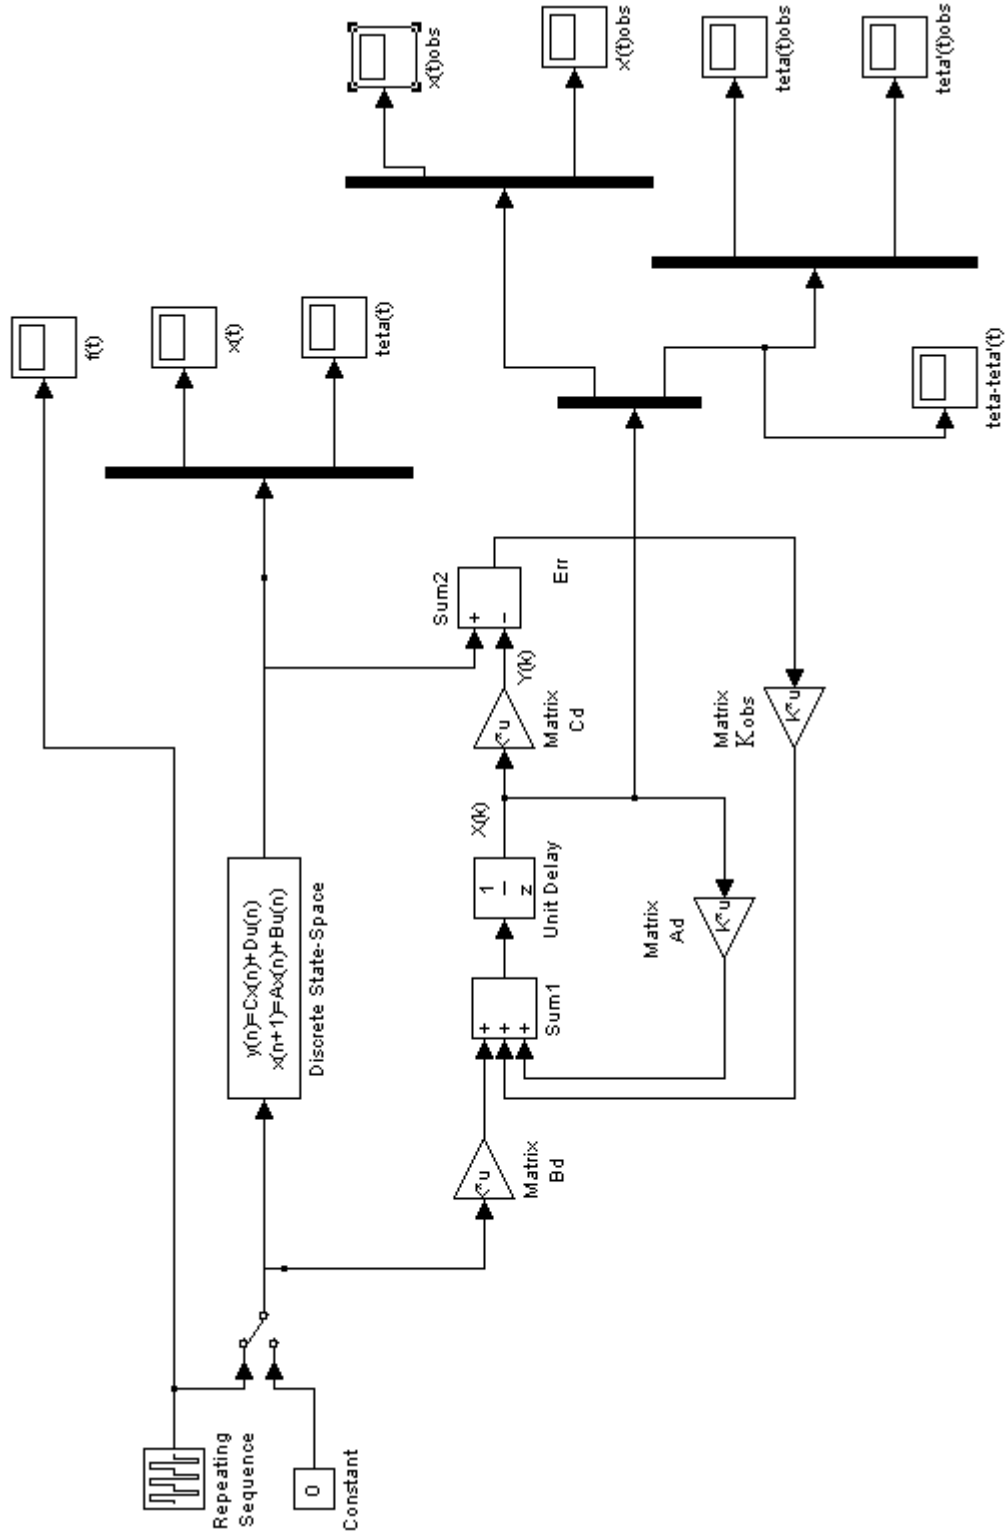 Repeating
Sequence
0
Constant
f(t)
x(t)
teta(t)
y(n)=Cx(n)+Du(n)
x(n+1)=Ax(n)+Bu(n)
Discrete State-Space
Sum2
+
-
Err
Y(k)
K*u
Matrix
Cd
X(k)
1
z
Unit Delay
+
+
+
Sum1
K*u
Matrix
Bd
K*u
Matrix
Ad
K*u
Matrix
Kobs
x(t)obs
x'(t)obs
teta(t)obs
teta'(t)obs
teta-teta'(t)